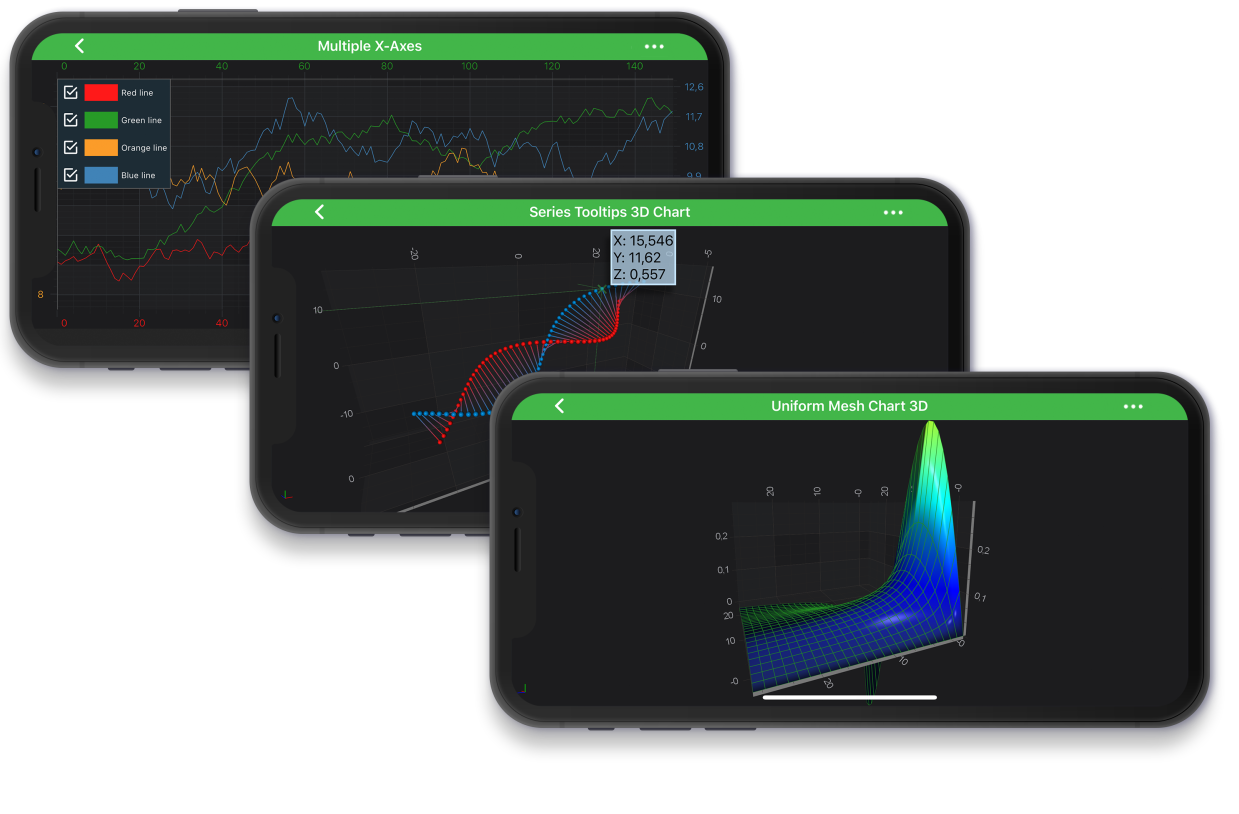 Multiple X-Axes
0 20 40 60 80 100 120 140
Red line
Green line
Orange line
Blue line
12,6
11,7
10,8
9,9
8
0 20 40
Series Tooltips 3D Chart
X: 15,546
Y: 11,62
Z: 0,557
-20 0 20 -5
10
0
-10
0
10
0
Uniform Mesh Chart 3D
20 10 -0 20 -0
0,2
0,1
0
20
10
-0
0,2
0,1
-0
10
20